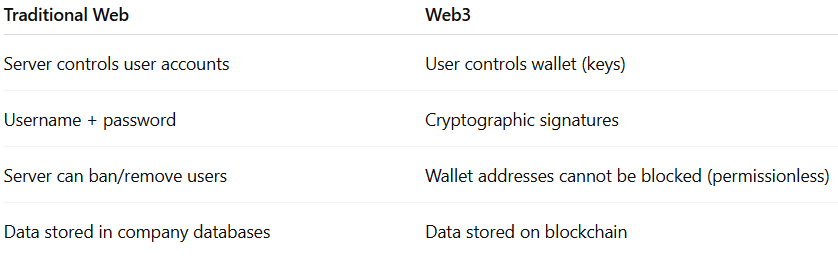 Traditional Web Web3
Server controls user accounts User controls wallet (keys)
Username + password Cryptographic signatures
Server can ban/remove users Wallet addresses cannot be blocked (permissionless)
Data stored in company databases Data stored on blockchain